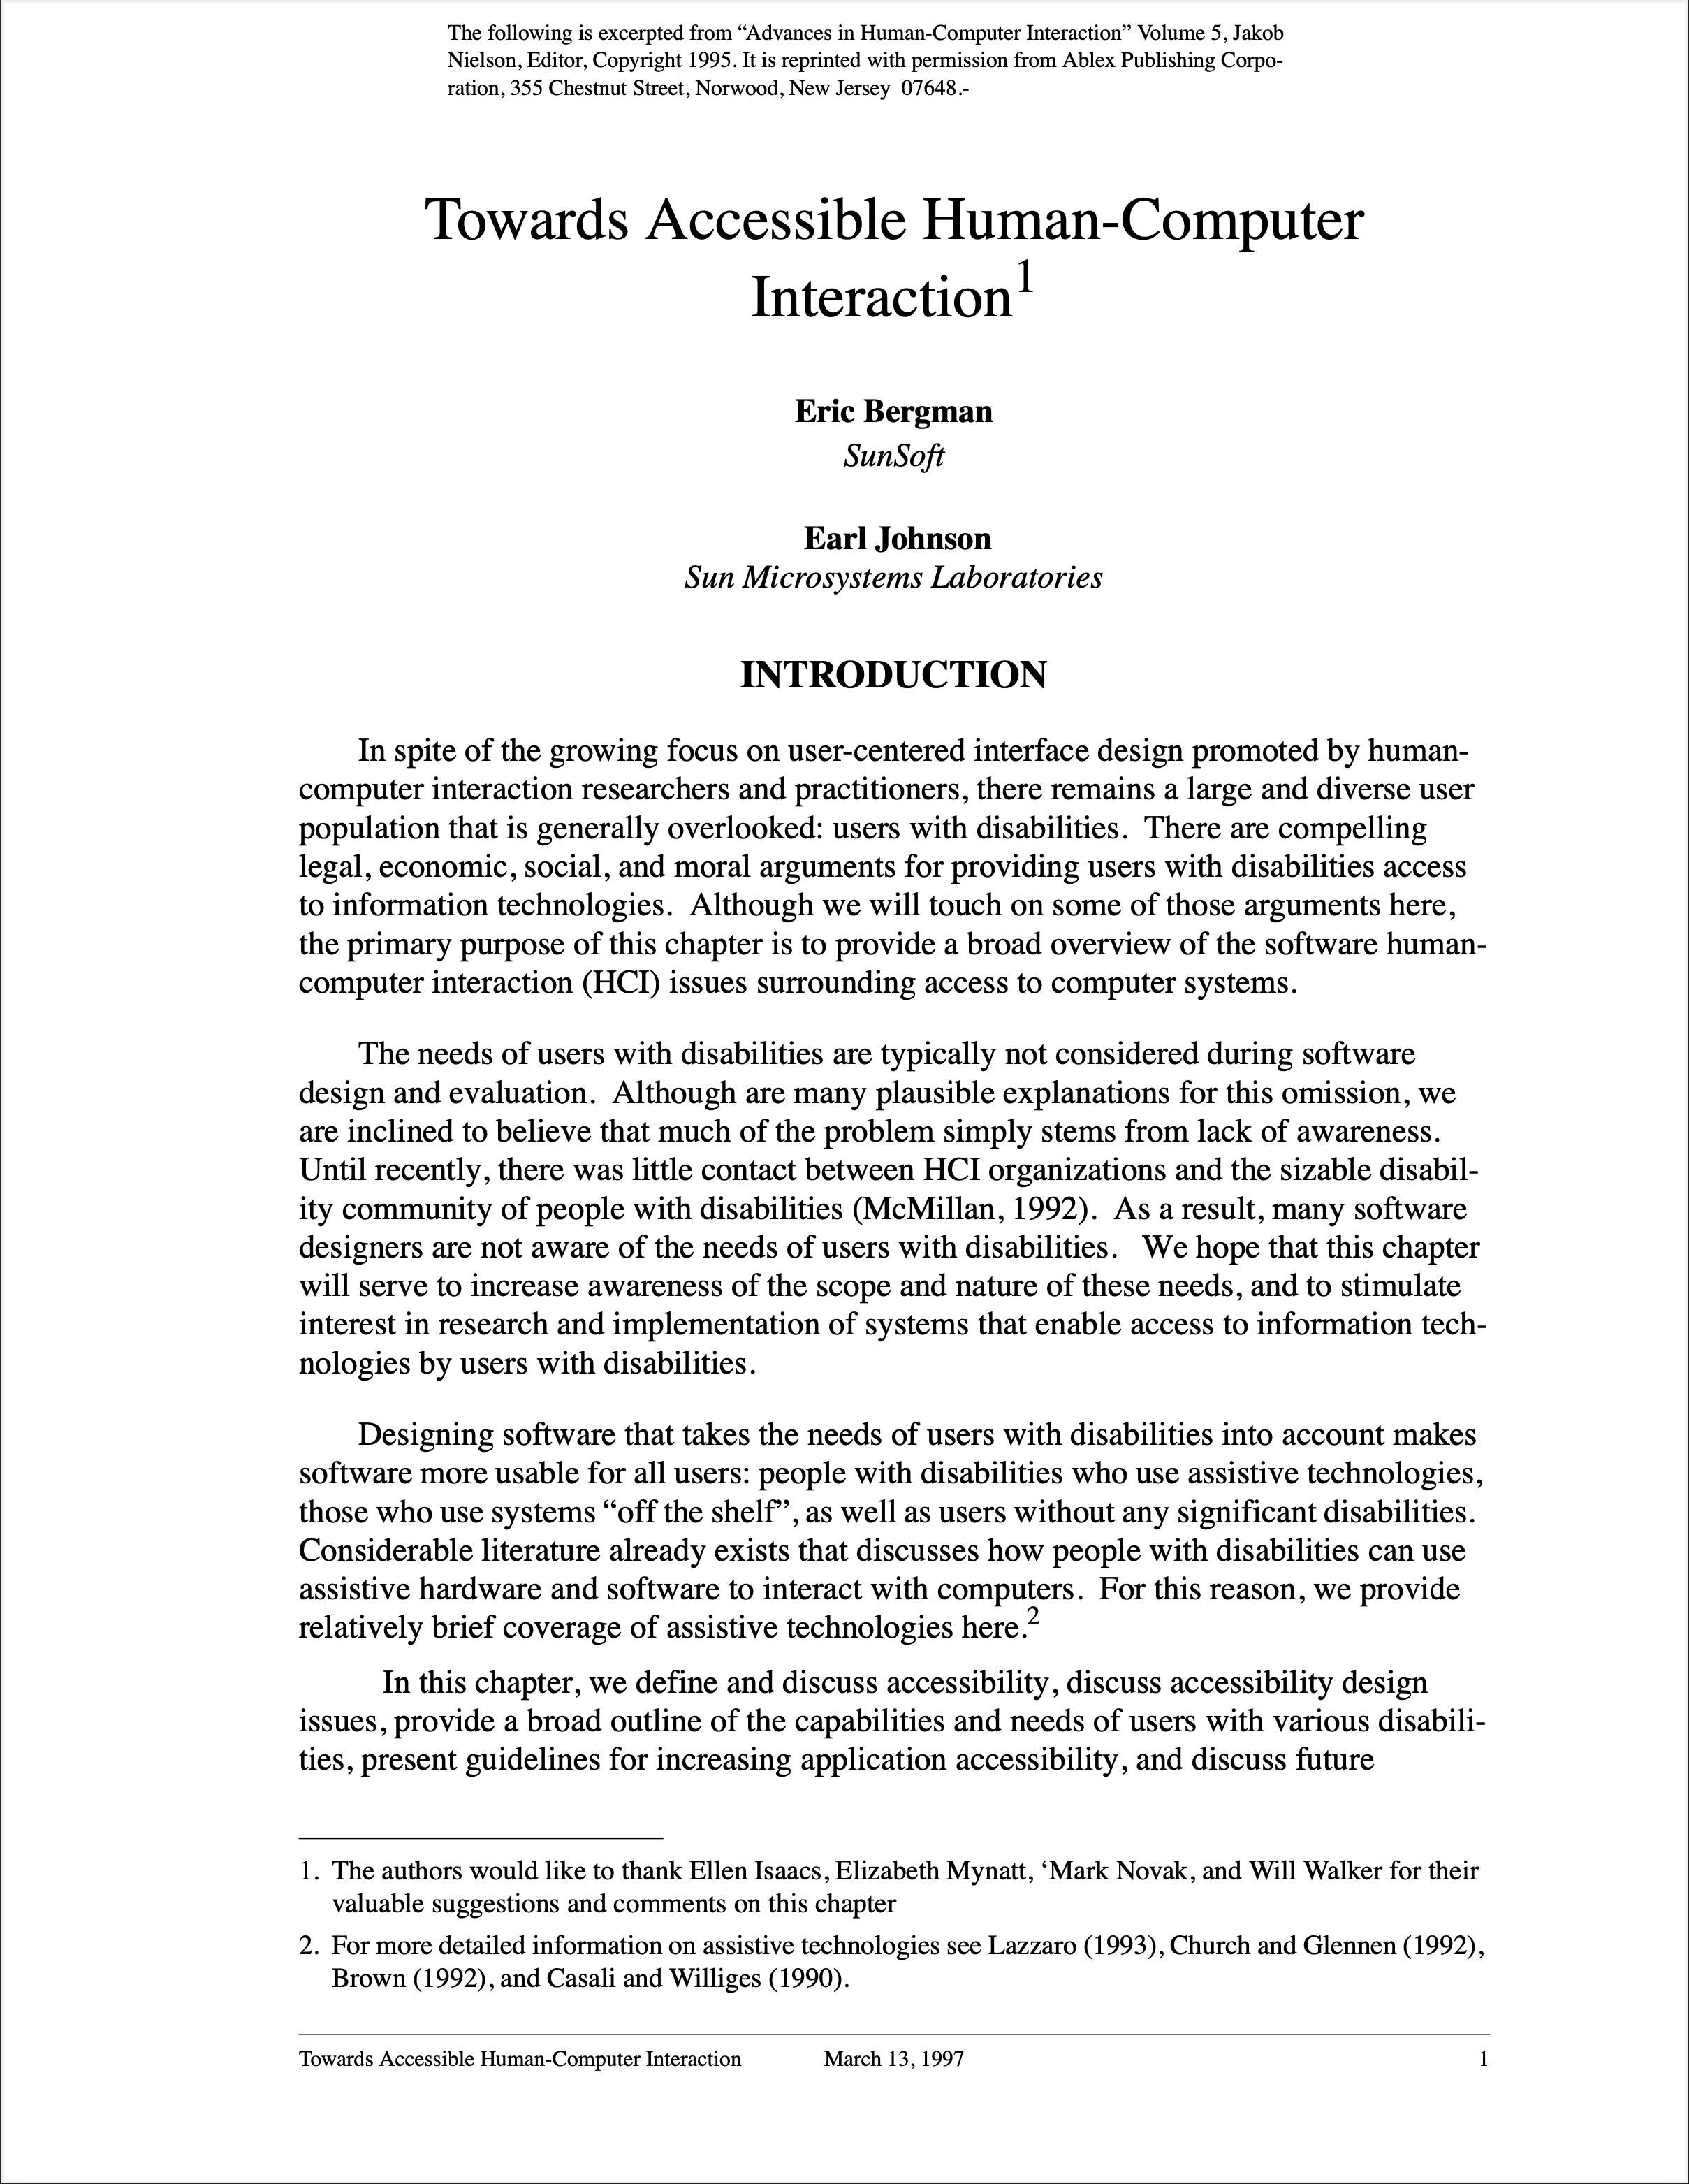 The following is excerpted from “Advances in Human-Computer Interaction” Volume 5, Jakob
Nielson, Editor, Copyright 1995. It is reprinted with permission from Ablex Publishing Corpo-
ration, 355 Chestnut Street, Norwood, New Jersey  07648.-
Towards Accessible Human-Computer
Interaction1
Eric Bergman
SunSoft
Earl Johnson
Sun Microsystems Laboratories
INTRODUCTION
In spite of the growing focus on user-centered interface design promoted by human-
computer interaction researchers and practitioners, there remains a large and diverse user
population that is generally overlooked: users with disabilities.  There are compelling
legal, economic, social, and moral arguments for providing users with disabilities access
to information technologies.  Although we will touch on some of those arguments here,
the primary purpose of this chapter is to provide a broad overview of the software human-
computer interaction (HCI) issues surrounding access to computer systems.
The needs of users with disabilities are typically not considered during software
design and evaluation.  Although are many plausible explanations for this omission, we
are inclined to believe that much of the problem simply stems from lack of awareness.
Until recently, there was little contact between HCI organizations and the sizable disabil-
ity community of people with disabilities (McMillan, 1992).  As a result, many software
designers are not aware of the needs of users with disabilities.   We hope that this chapter
will serve to increase awareness of the scope and nature of these needs, and to stimulate
interest in research and implementation of systems that enable access to information tech-
nologies by users with disabilities.
Designing software that takes the needs of users with disabilities into account makes
software more usable for all users: people with disabilities who use assistive technologies,
those who use systems “off the shelf”, as well as users without any significant disabilities.
Considerable literature already exists that discusses how people with disabilities can use
assistive hardware and software to interact with computers.  For this reason, we provide
relatively brief coverage of assistive technologies here.2
In this chapter, we define and discuss accessibility, discuss accessibility design
issues, provide a broad outline of the capabilities and needs of users with various disabili-
ties, present guidelines for increasing application accessibility, and discuss future
1. The authors would like to thank Ellen Isaacs, Elizabeth Mynatt, ‘Mark Novak, and Will Walker for their
valuable suggestions and comments on this chapter
2. For more detailed information on assistive technologies see Lazzaro (1993), Church and Glennen (1992),
Brown (1992), and Casali and Williges (1990).
Towards Accessible Human-Computer Interaction March 13, 1997 1